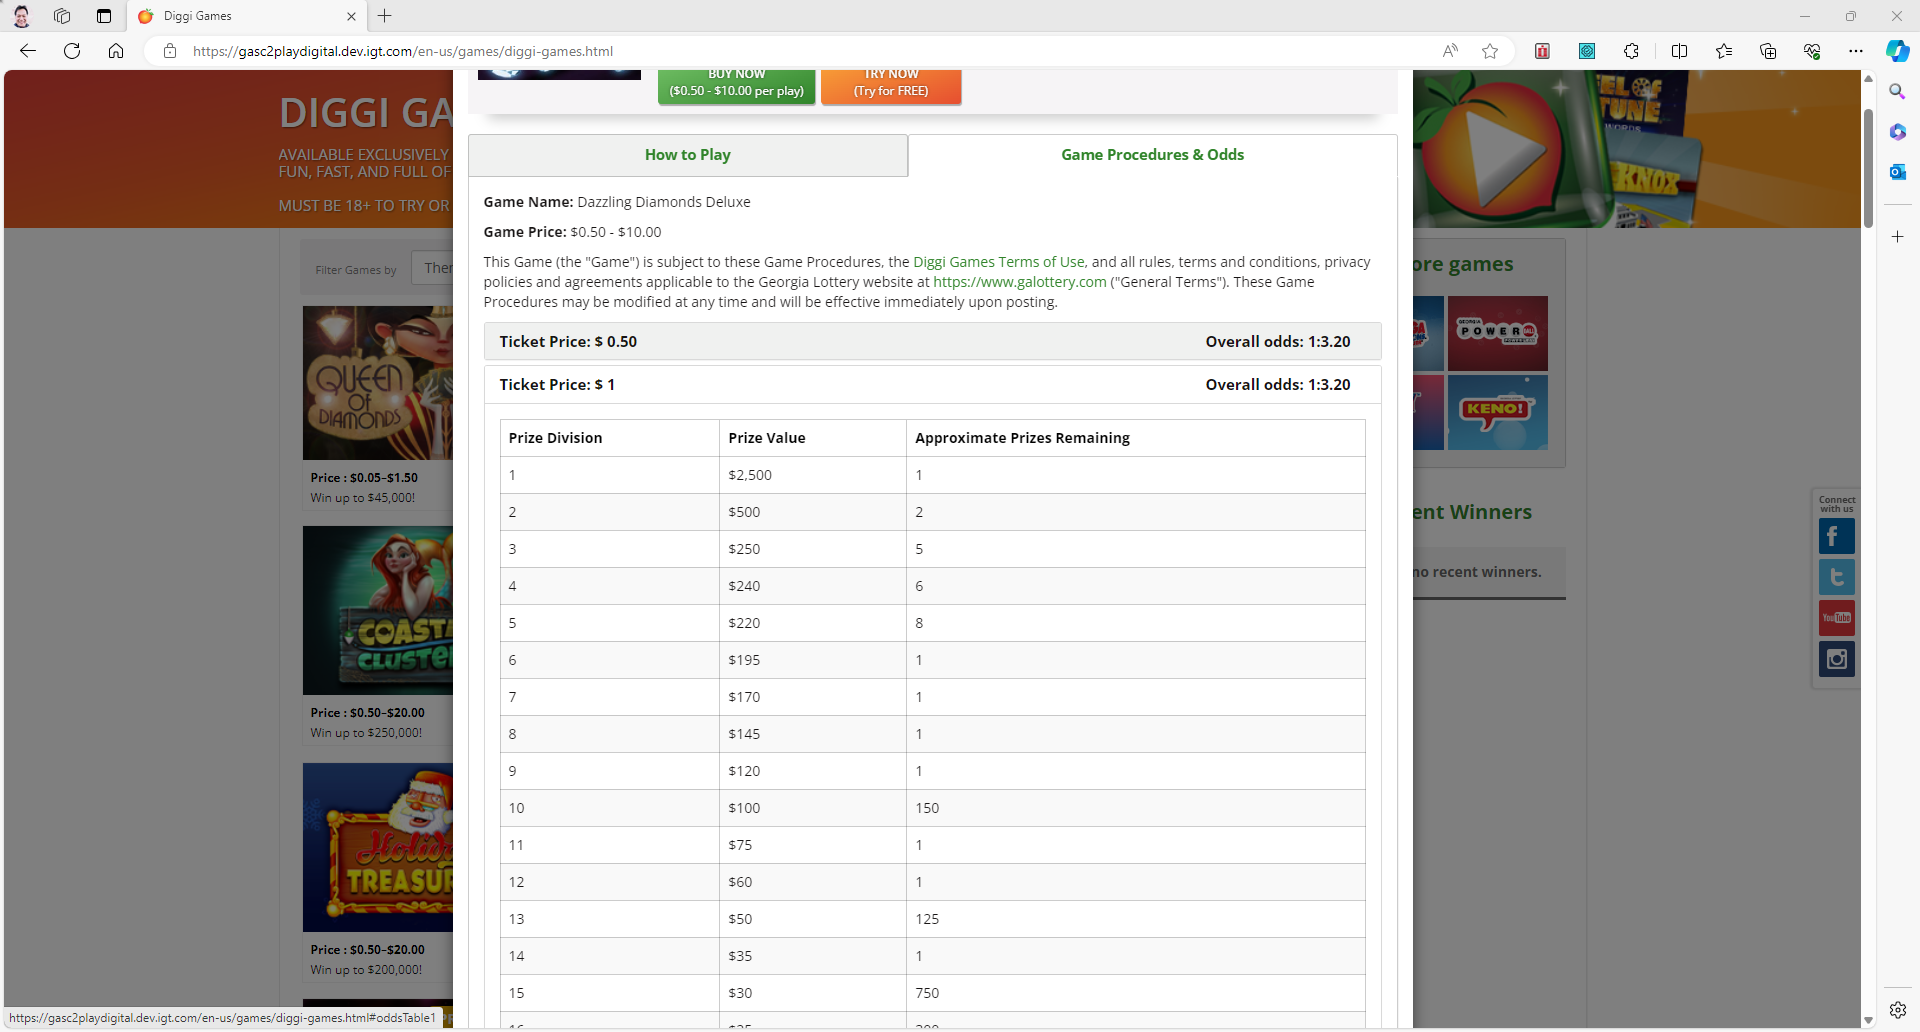 Diggi Games
https://gasc2playdigital.dev.igt.com/en-us/games/diggi-games.html
DIGGI GA
AVAILABLE EXCLUSIVELY
FUN, FAST, AND FULL OF
MUST BE 18+ TO TRY OR
BUY NOW
($0.50 - $10.00 per play)
TRY NOW
(Try for FREE)
How to Play
Game Procedures & Odds
Game Name: Dazzling Diamonds Deluxe
Game Price: $0.50 - $10.00
This Game (the "Game") is subject to these Game Procedures, the Diggi Games Terms of Use, and all rules, terms and conditions, privacy
policies and agreements applicable to the Georgia Lottery website at https://www.galottery.com ("General Terms"). These Game
Procedures may be modified at any time and will be effective immediately upon posting.
Ticket Price: $ 0.50 Overall odds: 1:3.20
Ticket Price: $ 1 Overall odds: 1:3.20
Prize Division Prize Value Approximate Prizes Remaining
1 $2,500 1
2 $500 2
3 $250 5
4 $240 6
5 $220 8
6 $195 1
7 $170 1
8 $145 1
9 $120 1
10 $100 150
11 $75 1
12 $60 1
13 $50 125
14 $35 1
15 $30 750
Filter Games by
Ther
QUEEN
OF
DIAMONDS
Price : $0.05-$1.50
Win up to $45,000!
COASTA
CLUSTE
Price : $0.50-$20.00
Win up to $250,000!
Holida
TREASUR
Price : $0.50-$20.00
Win up to $200,000!
EL OF
TUNE
WORDS
KNOX
ore games
GEORGIA
POWERBALL
KENO!
ent Winners
no recent winners.
Connect
with us
f
t
YouTube
https://gasc2playdigital.dev.igt.com/en-us/games/diggi-games.html#oddsTable1